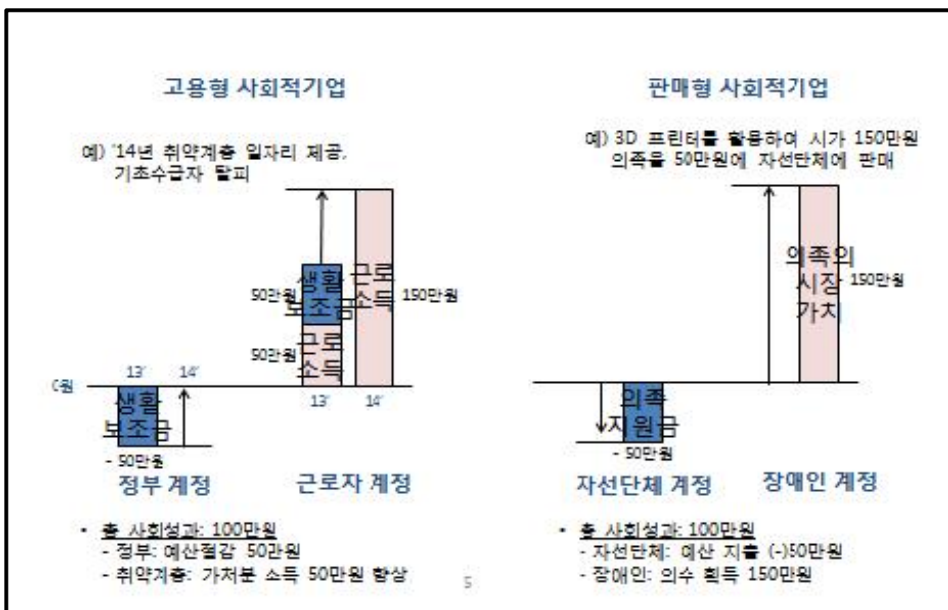 고용형 사회적기업
예) '14년 취약계층 일자리 제공,
기초수급자 탈피
생활
보조금
근로
소득
근로
소득
50만원
50만원
150만원
13'
14'
0원
생활
보조금
- 50만원
13'
14'
정부 계정
근로자 계정
• 총 사회성과: 100만원
- 정부: 예산절감 50만원
- 취약계층: 가처분 소득 50만원 향상
판매형 사회적기업
예) 3D 프린터를 활용하여 시가 150만원
의족을 50만원에 자선단체에 판매
의족의
시장
가치
150만원
의족
지원금
- 50만원
자선단체 계정
장애인 계정
• 총 사회성과: 100만원
- 자선단체: 예산 지출 (-)50만원
- 장애인: 의수 획득 150만원
5